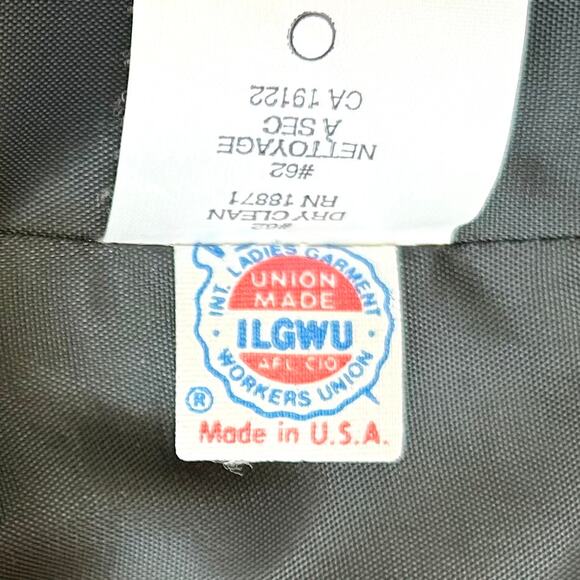 DRY CLEAN
RN 18871
#62
NETTOYAGE
A SEC
CA 19122
INT. LADIES GARMENT
UNION
MADE
ILGWU
AFL CIO
WORKERS UNION
®
Made in U.S.A.